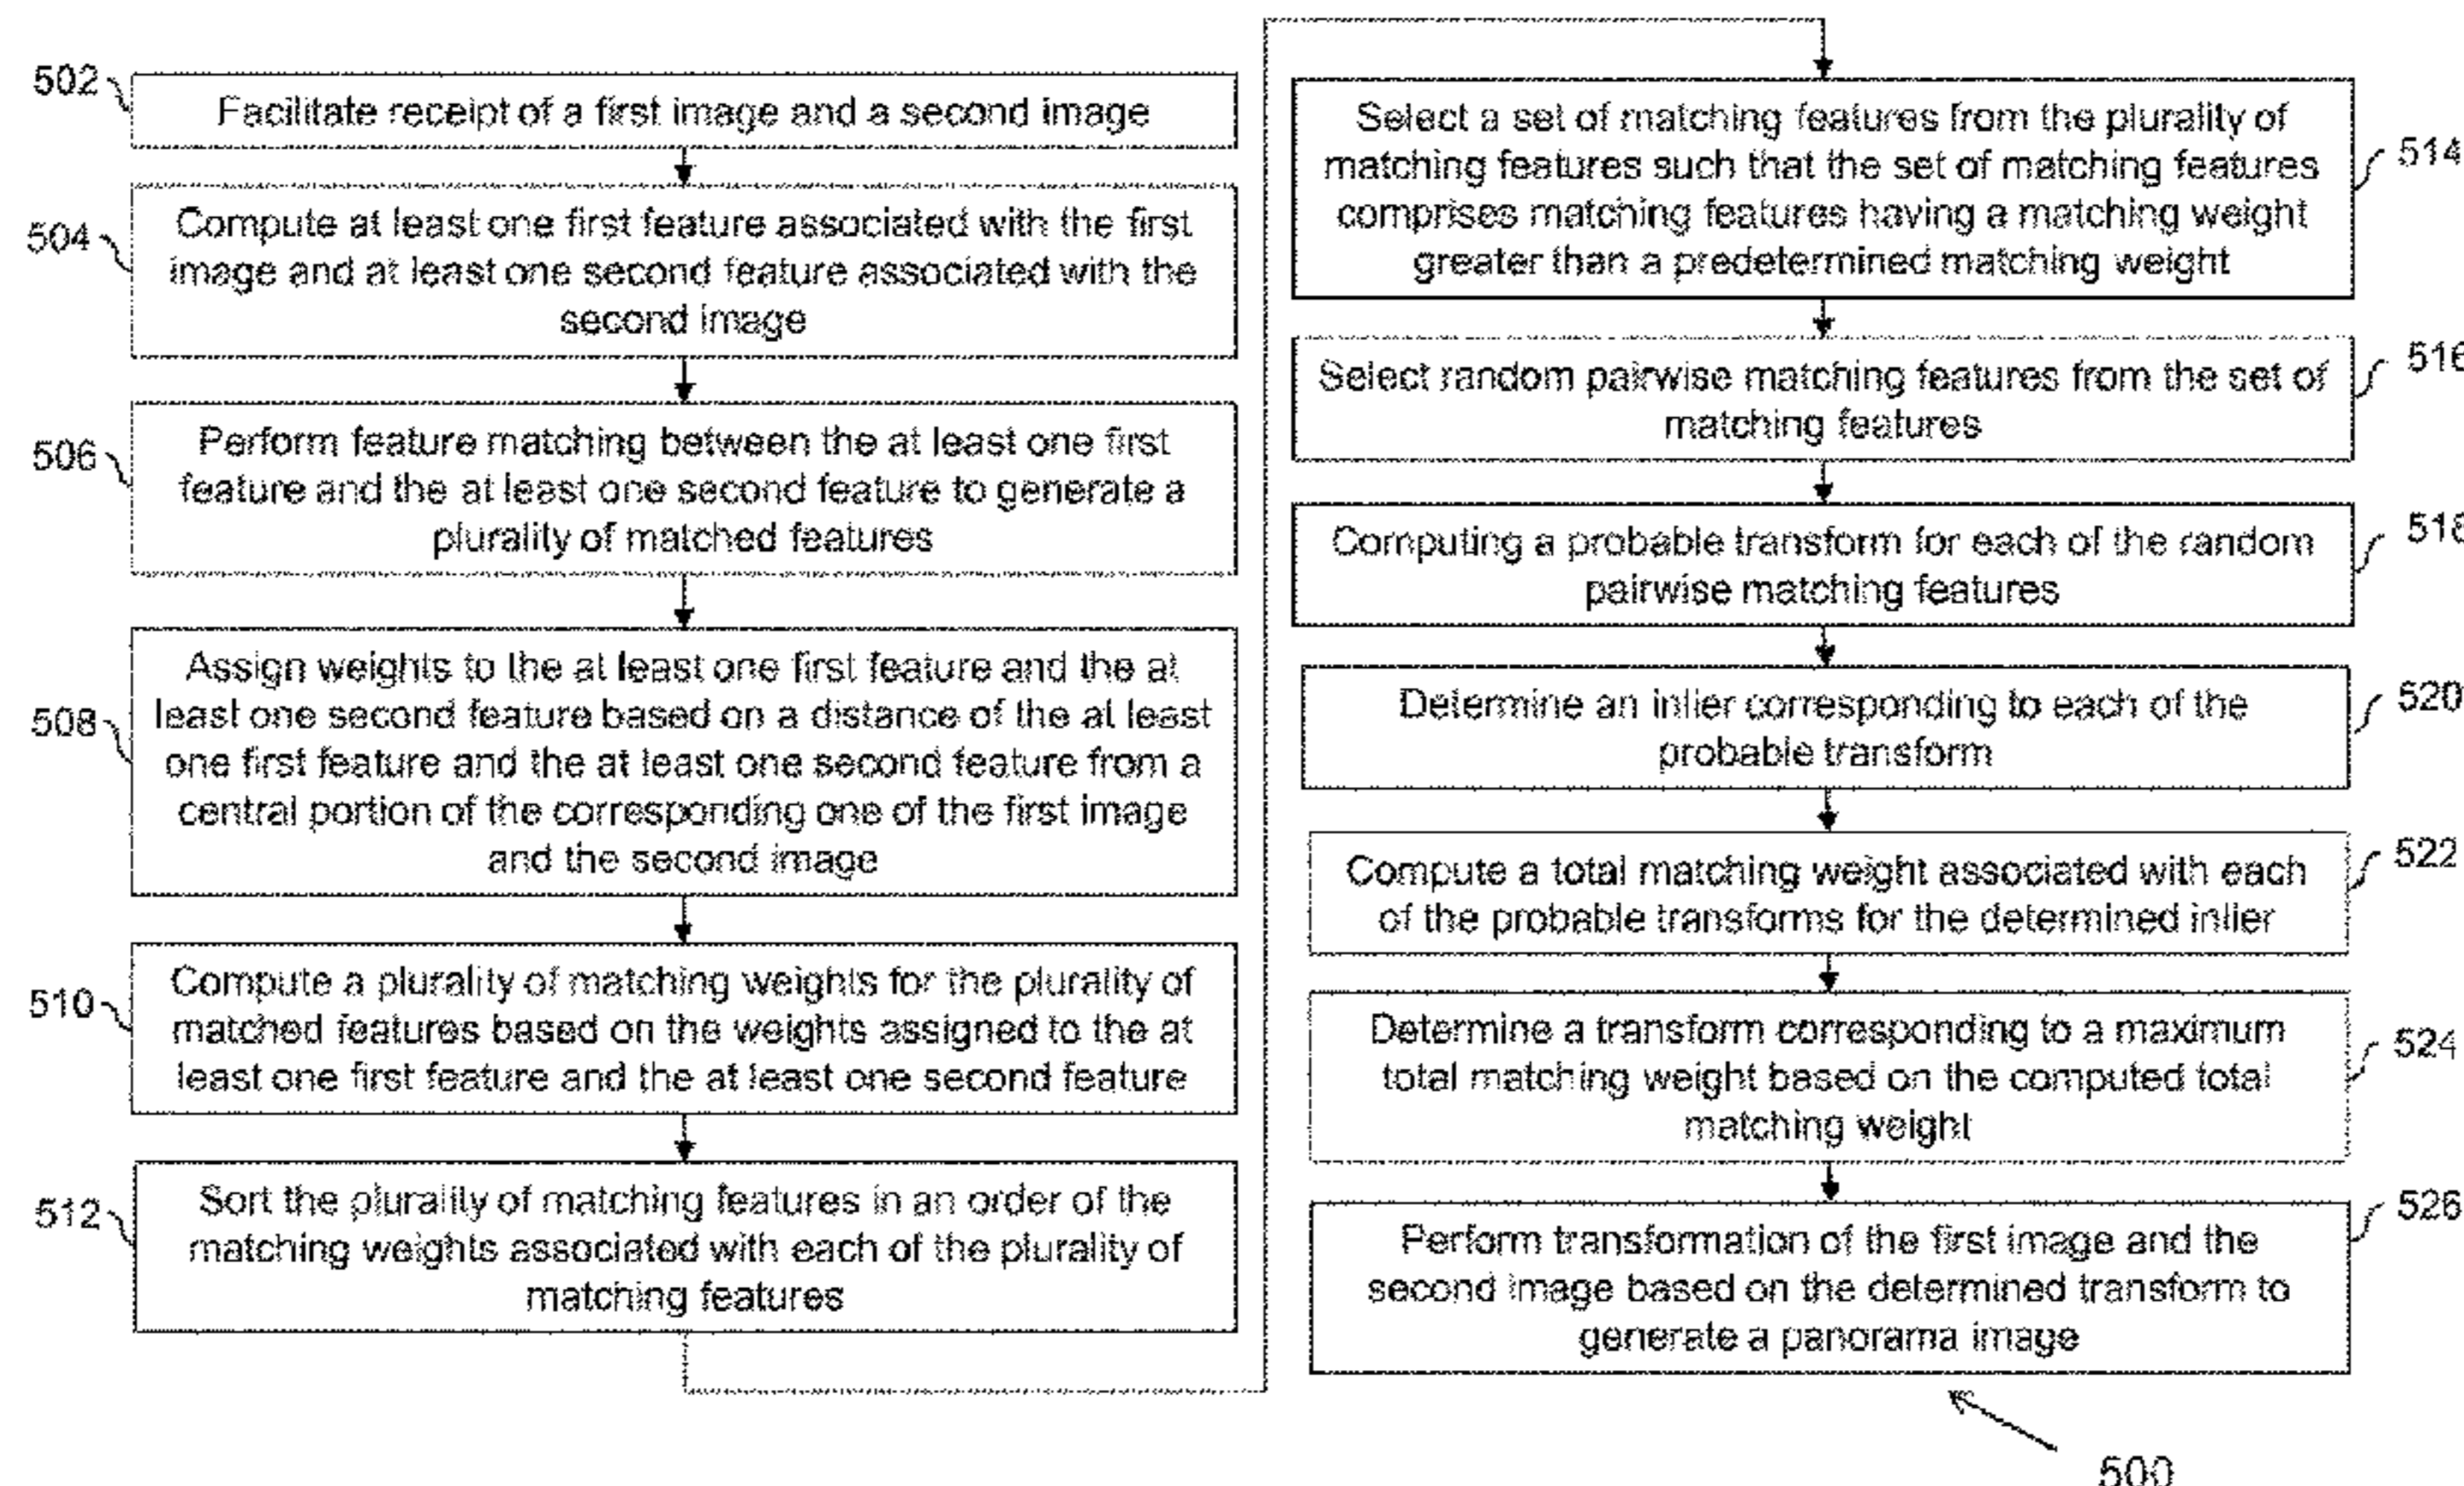 502
Facilitate receipt of a first image and a second image
504
Compute at least one first feature associated with the first
image and at least one second feature associated with the
second image
506
Perform feature matching between the at least one first
feature and the at least one second feature to generate a
plurality of matched features
508
Assign weights to the at least one first feature and the at
least one second feature based on a distance of the at least
one first feature and the at least one second feature from a
central portion of the corresponding one of the first image
and the second image
510
Compute a plurality of matching weights for the plurality of
matched features based on the weights assigned to the at
least one first feature and the at least one second feature
512
Sort the plurality of matching features in an order of the
matching weights associated with each of the plurality of
matching features
Select a set of matching features from the plurality of
matching features such that the set of matching features
comprises matching features having a matching weight
greater than a predetermined matching weight
514
Select random pairwise matching features from the set of
matching features
516
Computing a probable transform for each of the random
pairwise matching features
518
Determine an inlier corresponding to each of the
probable transform
520
Compute a total matching weight associated with each
of the probable transforms for the determined inlier
522
Determine a transform corresponding to a maximum
total matching weight based on the computed total
matching weight
524
Perform transformation of the first image and the
second image based on the determined transform to
generate a panorama image
526
500